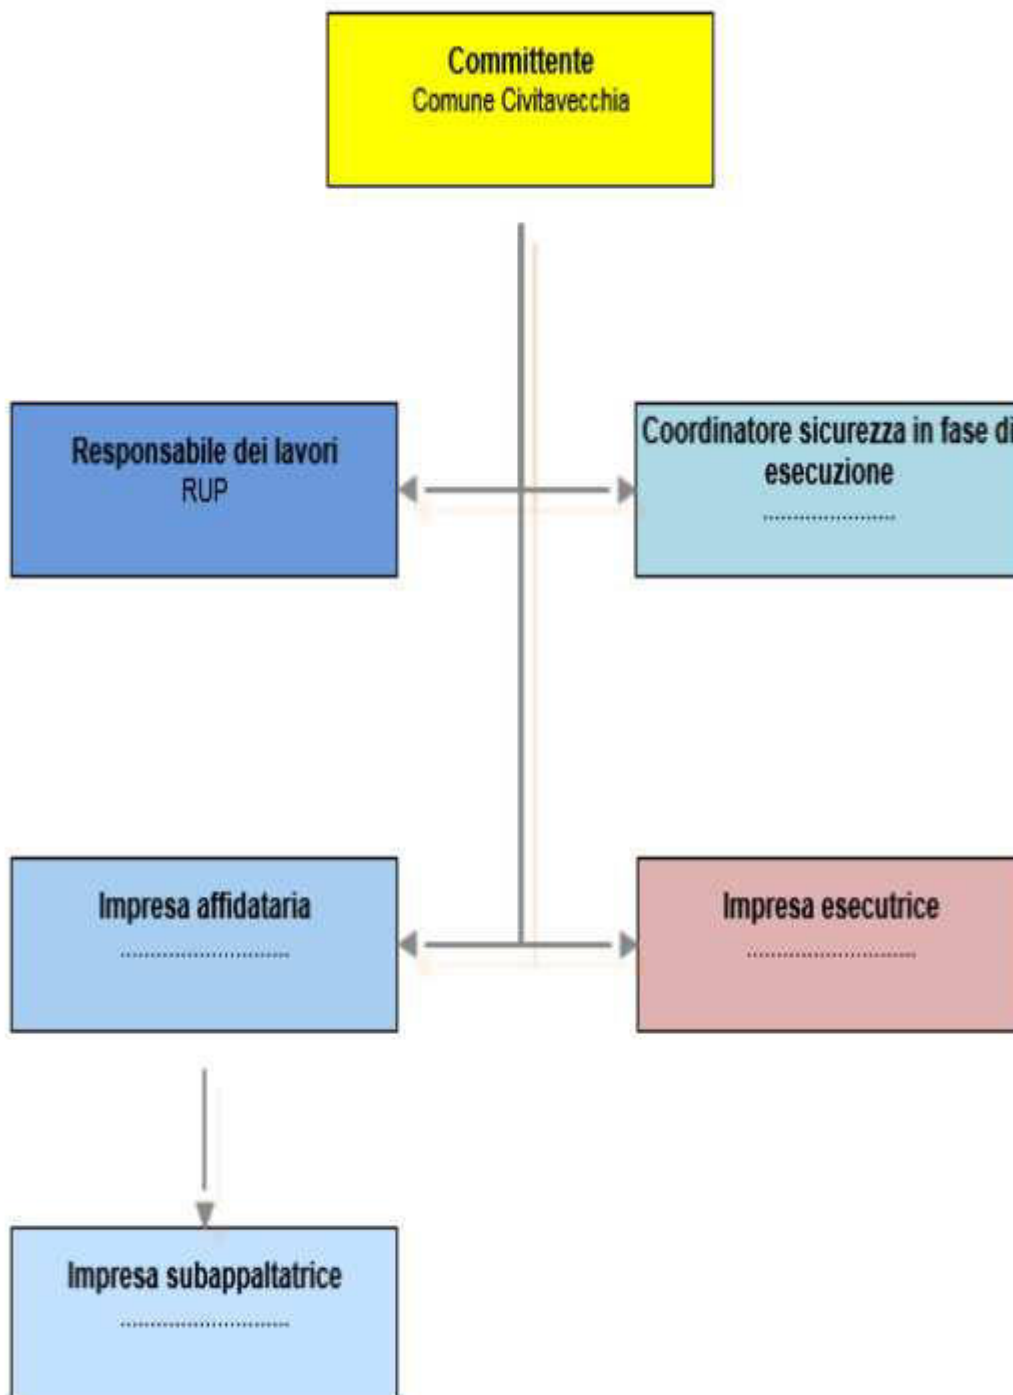 Committente
Comune Civitavecchia
Responsabile dei lavori
RUP
Coordinatore sicurezza in fase di
esecuzione
......................
Impresa affidataria
............................
Impresa esecutrice
............................
Impresa subappaltatrice
............................